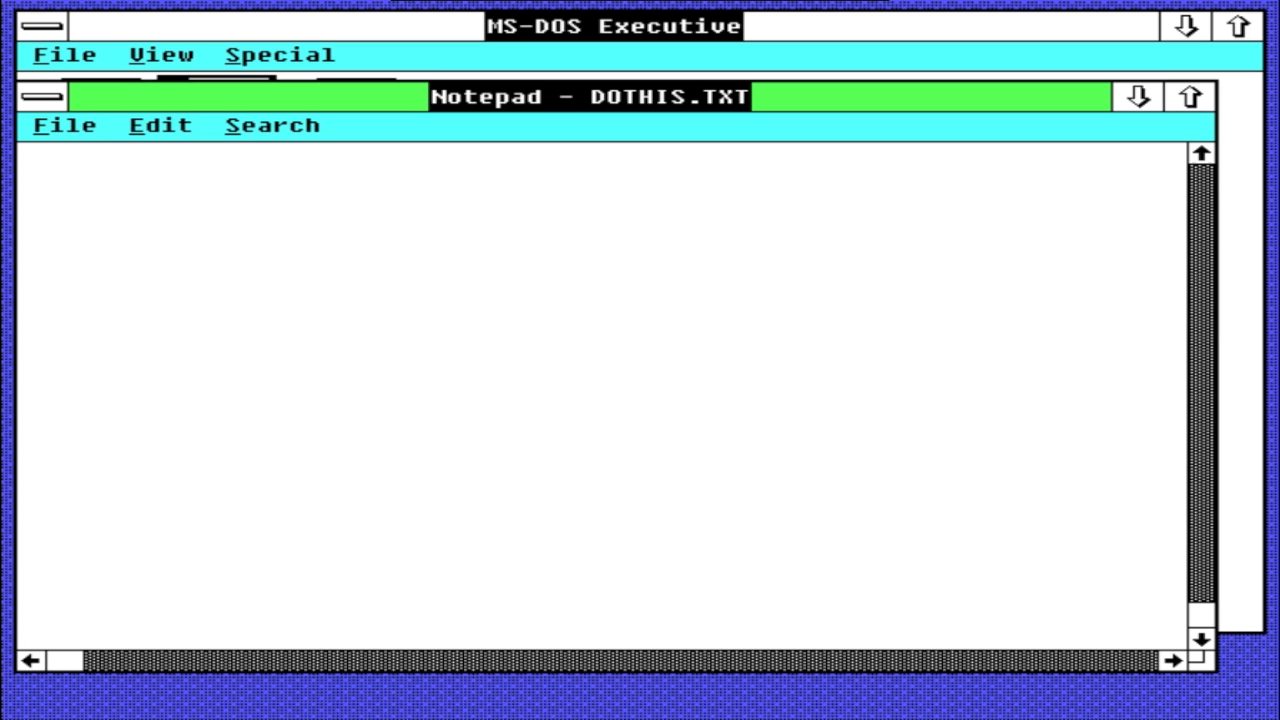 MS-DOS Executive
File View Special
Notepad - DOTHIS.TXT
File Edit Search